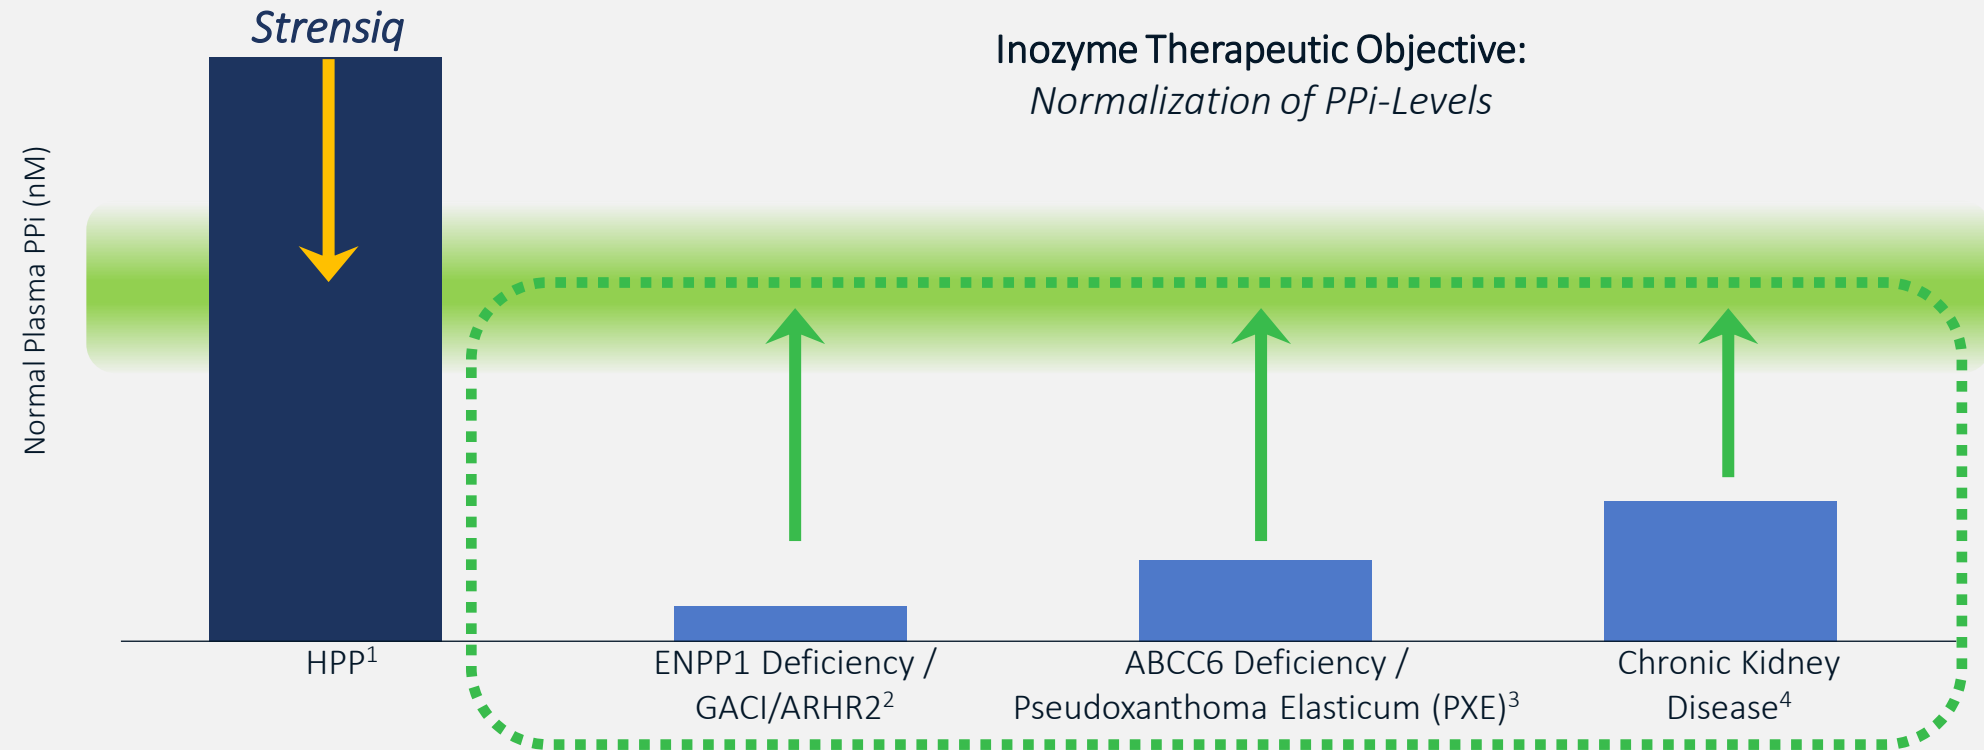 Strensiq
Inozyme Therapeutic Objective:
Normalization of PPi-Levels
Normal Plasma PPi (nM)
HPP1
ENPP1 Deficiency /
GACI/ARHR2²
ABCC6 Deficiency /
Pseudoxanthoma Elasticum (PXE)³
Chronic Kidney
Disease⁴